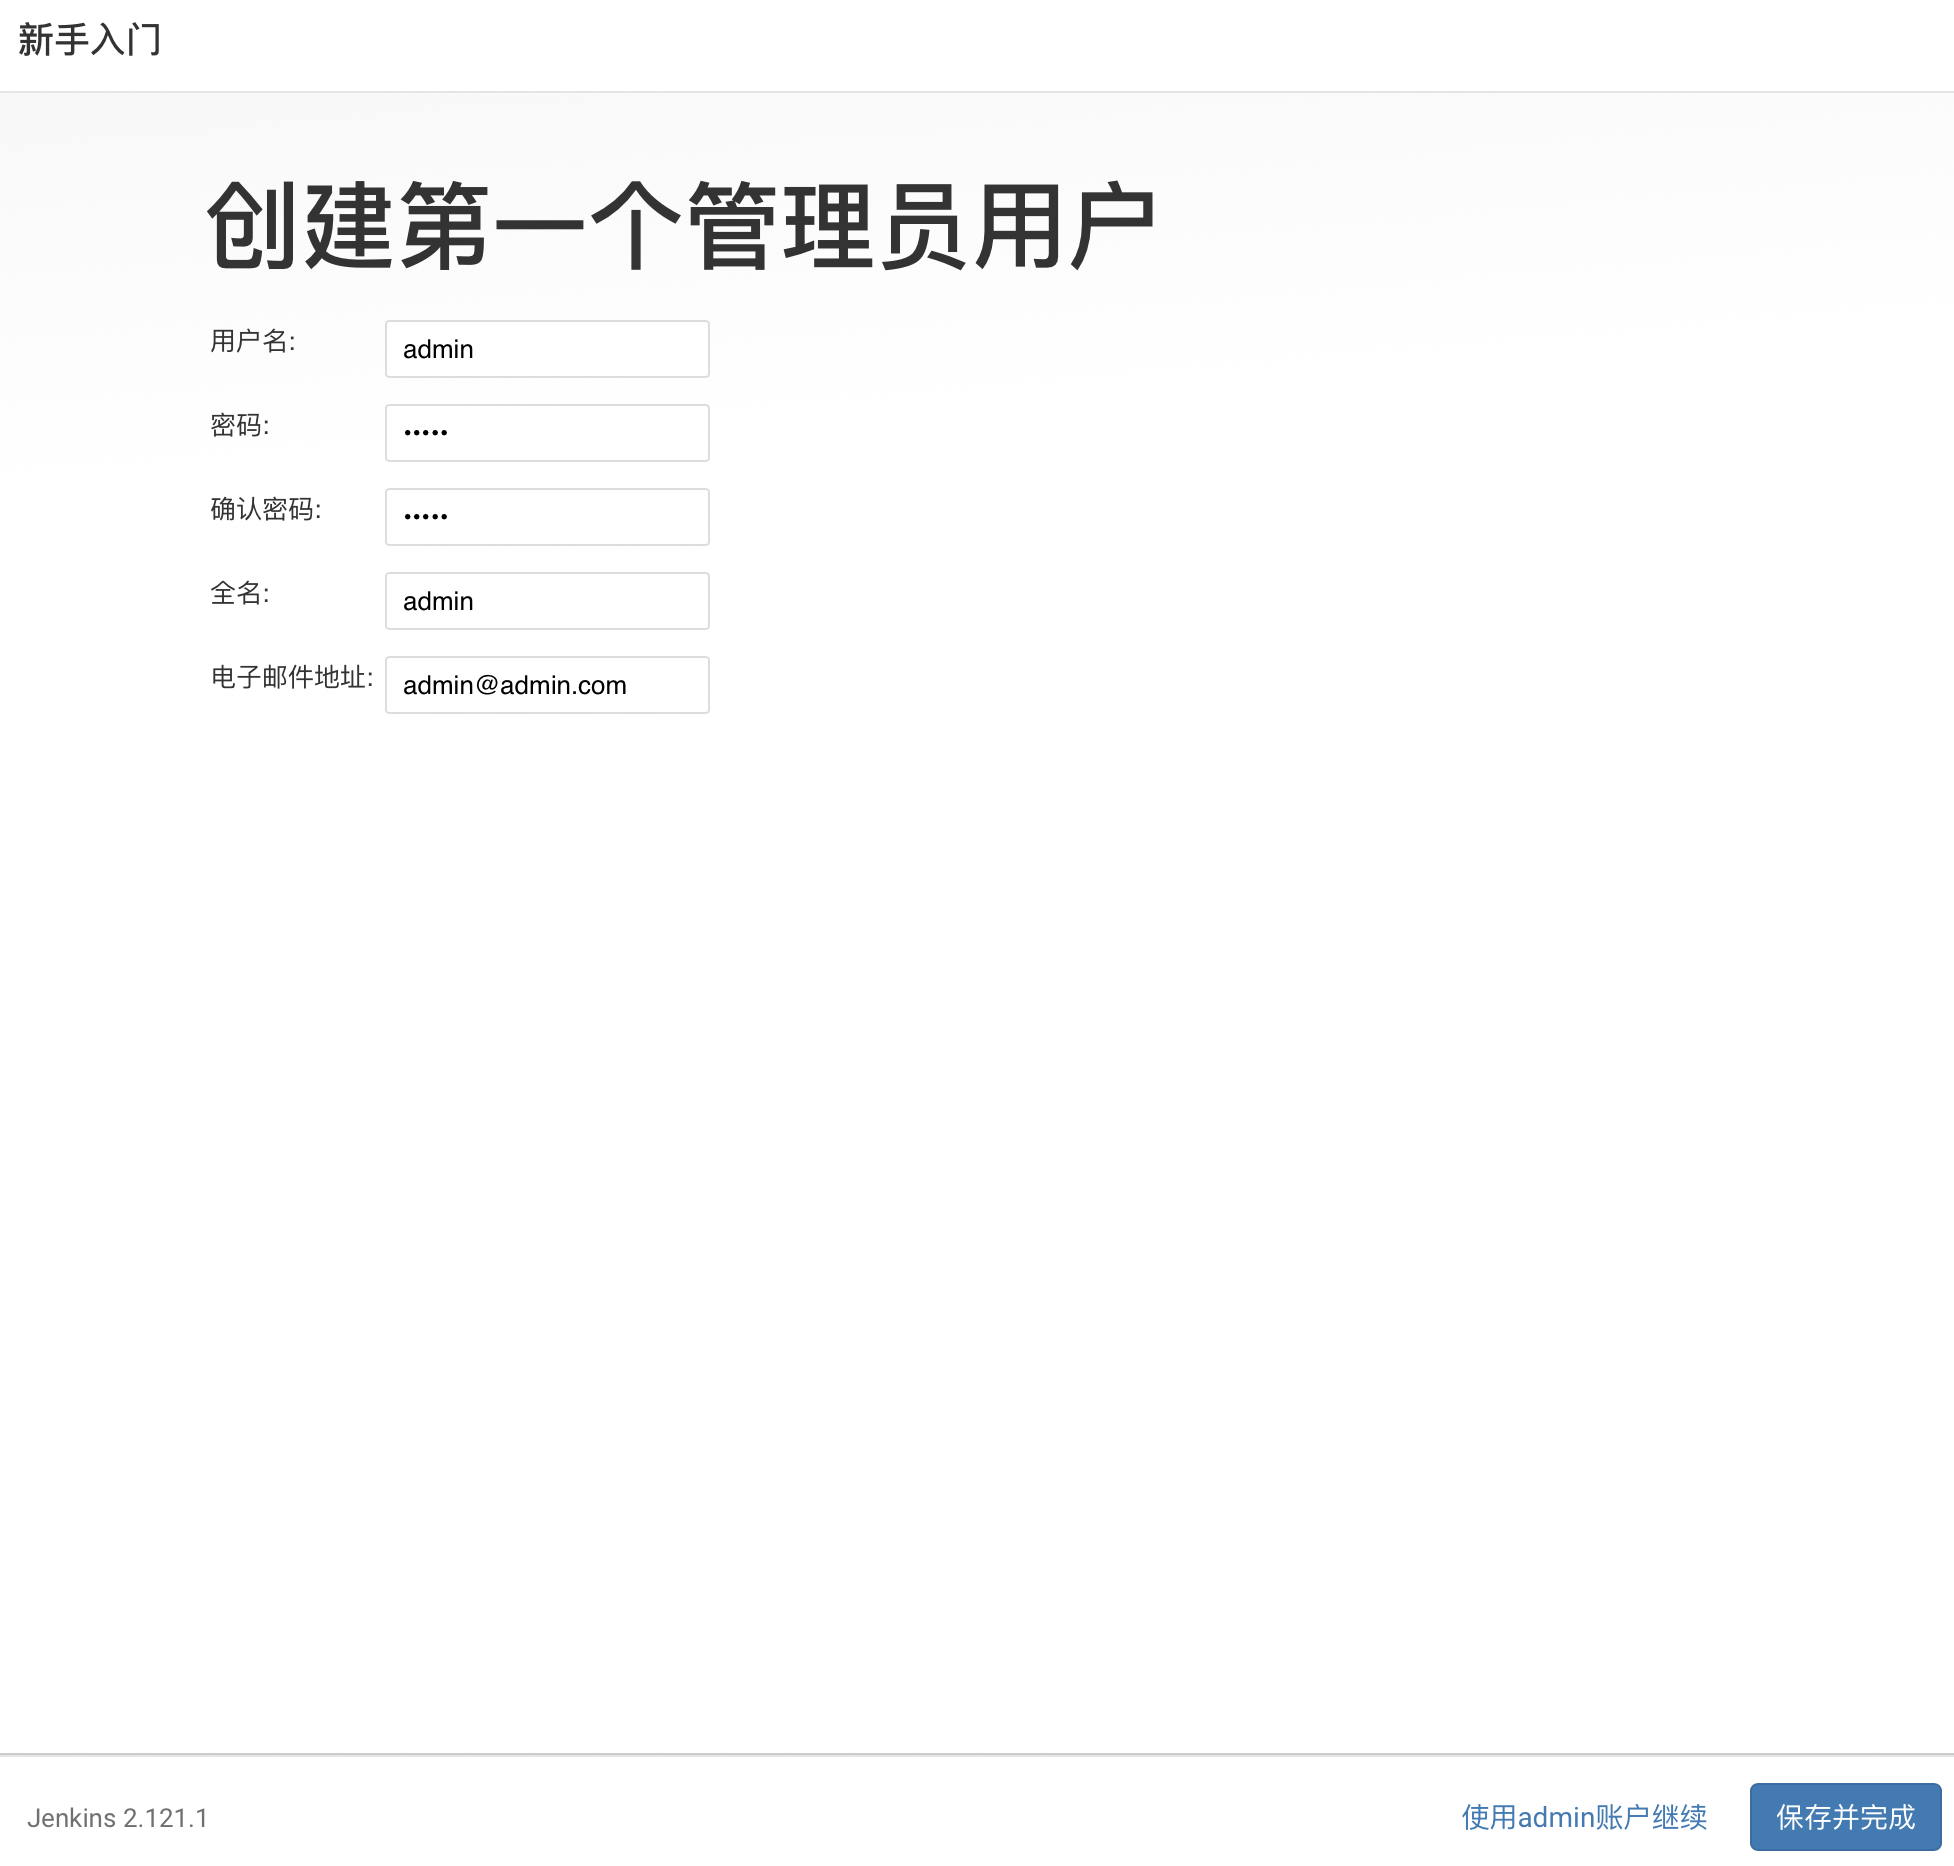 新手入门
创建第一个管理员用户
用户名: admin
密码: •••••
确认密码: •••••
全名: admin
电子邮件地址: admin@admin.com
Jenkins 2.121.1 使用admin账户继续 保存并完成